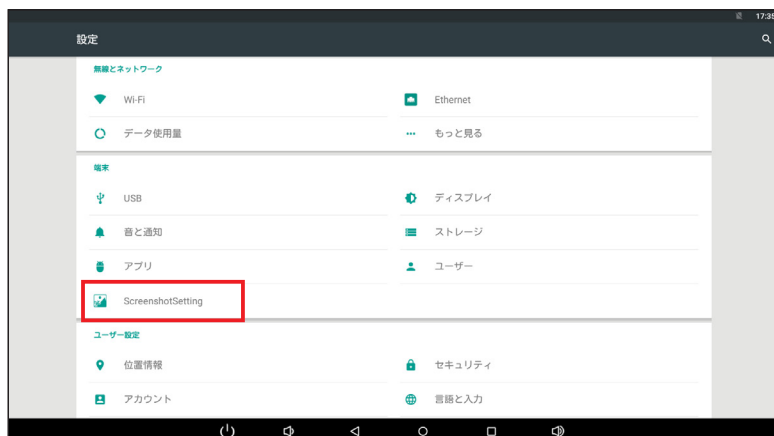 17:35
設定
無線とネットワーク
Wi-Fi
Ethernet
データ使用量
もっと見る
端末
USB
ディスプレイ
音と通知
ストレージ
アプリ
ユーザー
ScreenshotSetting
ユーザー設定
位置情報
セキュリティ
アカウント
言語と入力